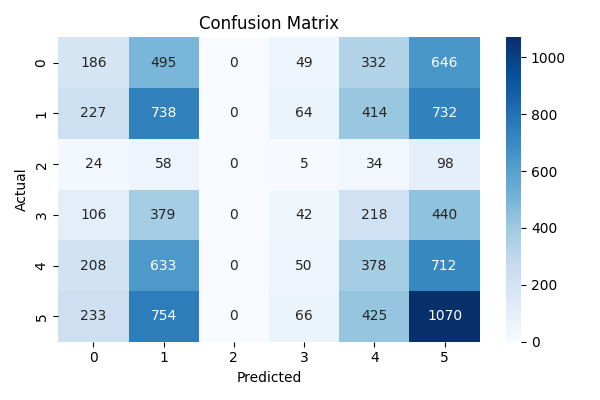 Confusion Matrix
Actual
0 186 495 0 49 332 646
1 227 738 0 64 414 732
2 24 58 0 5 34 98
3 106 379 0 42 218 440
4 208 633 0 50 378 712
5 233 754 0 66 425 1070
0 1 2 3 4 5
Predicted
1000
800
600
400
200
0